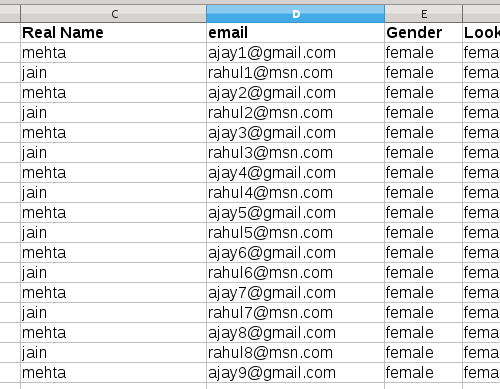 C D E
Real Name email Gender Look
mehta ajay1@gmail.com female fema
jain rahul1@msn.com female fema
mehta ajay2@gmail.com female fema
jain rahul2@msn.com female fema
mehta ajay3@gmail.com female fema
jain rahul3@msn.com female fema
mehta ajay4@gmail.com female fema
jain rahul4@msn.com female fema
mehta ajay5@gmail.com female fema
jain rahul5@msn.com female fema
mehta ajay6@gmail.com female fema
jain rahul6@msn.com female fema
mehta ajay7@gmail.com female fema
jain rahul7@msn.com female fema
mehta ajay8@gmail.com female fema
jain rahul8@msn.com female fema
mehta ajay9@gmail.com female fema